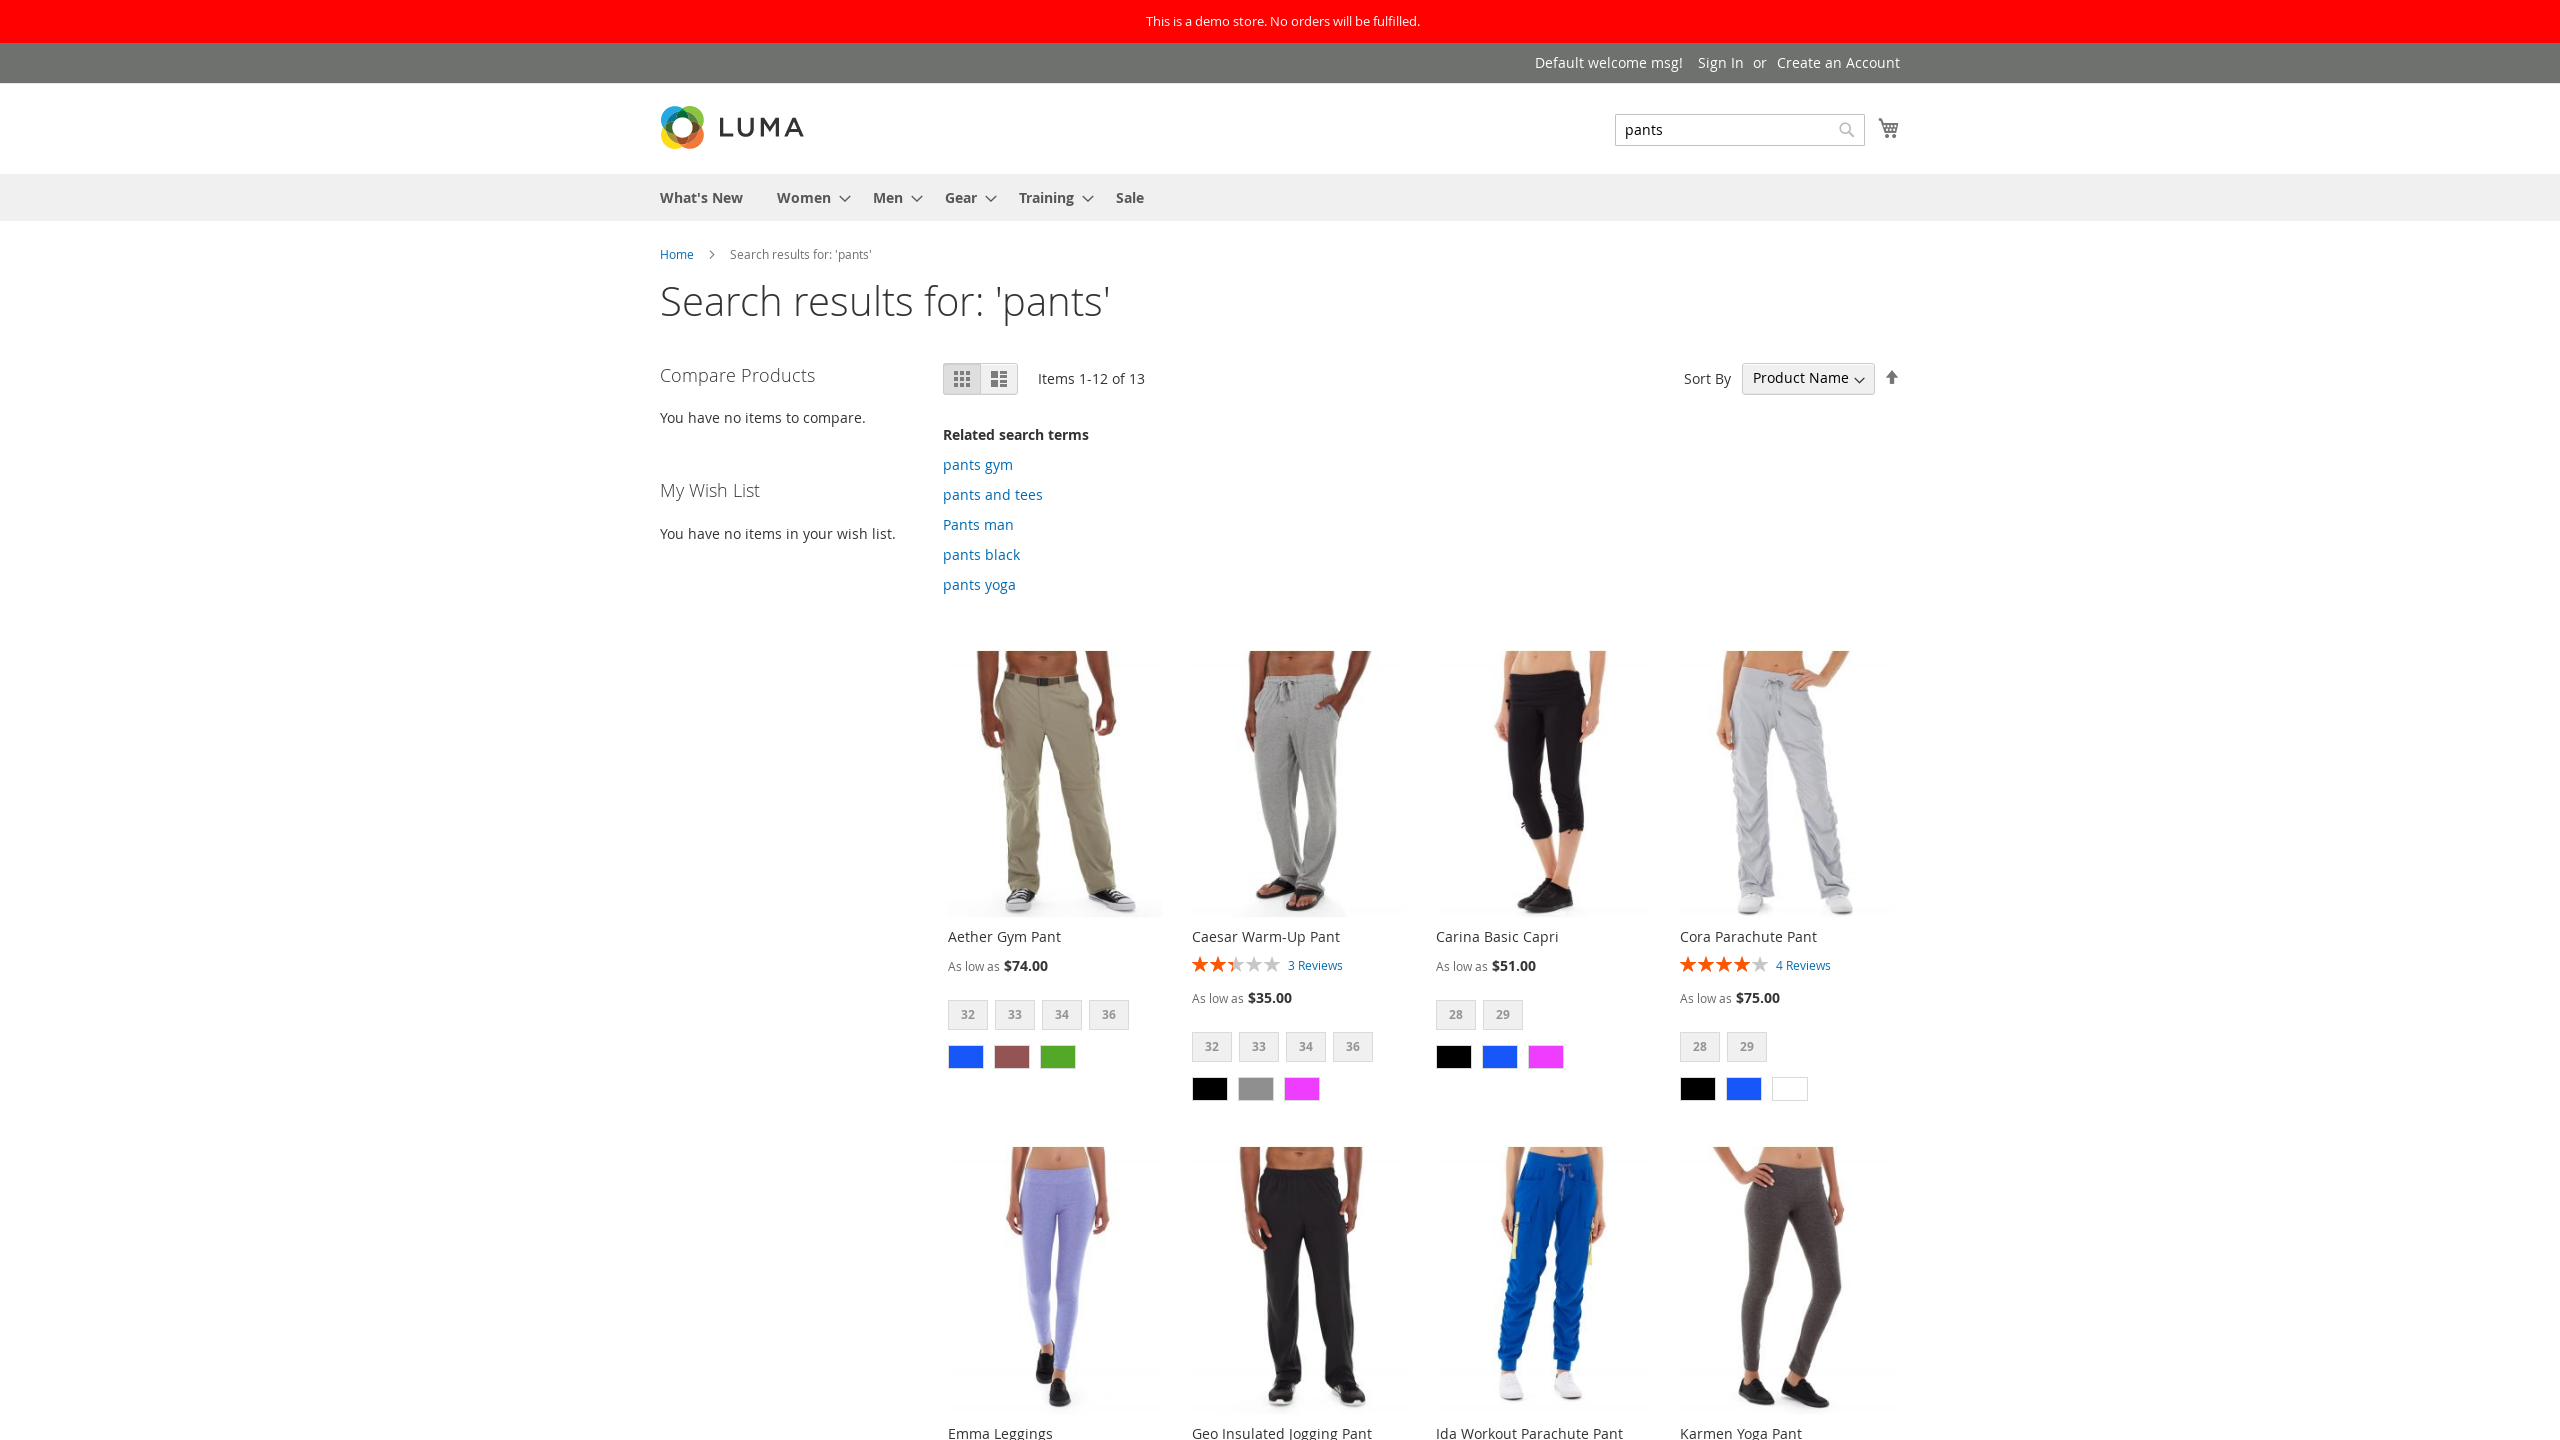 This is a demo store. No orders will be fulfilled.
Default welcome msg! Sign In or Create an Account
LUMA
pants
What's New Women Men Gear Training Sale
Home Search results for: 'pants'
Search results for: 'pants'
Compare Products
You have no items to compare.
My Wish List
You have no items in your wish list.
Items 1-12 of 13
Sort By Product Name
Related search terms
pants gym
pants and tees
Pants man
pants black
pants yoga
Aether Gym Pant
As low as $74.00
32 33 34 36
Caesar Warm-Up Pant
3 Reviews
As low as $35.00
32 33 34 36
Carina Basic Capri
As low as $51.00
28 29
Cora Parachute Pant
4 Reviews
As low as $75.00
28 29
Emma Leggings
Geo Insulated Jogging Pant
Ida Workout Parachute Pant
Karmen Yoga Pant